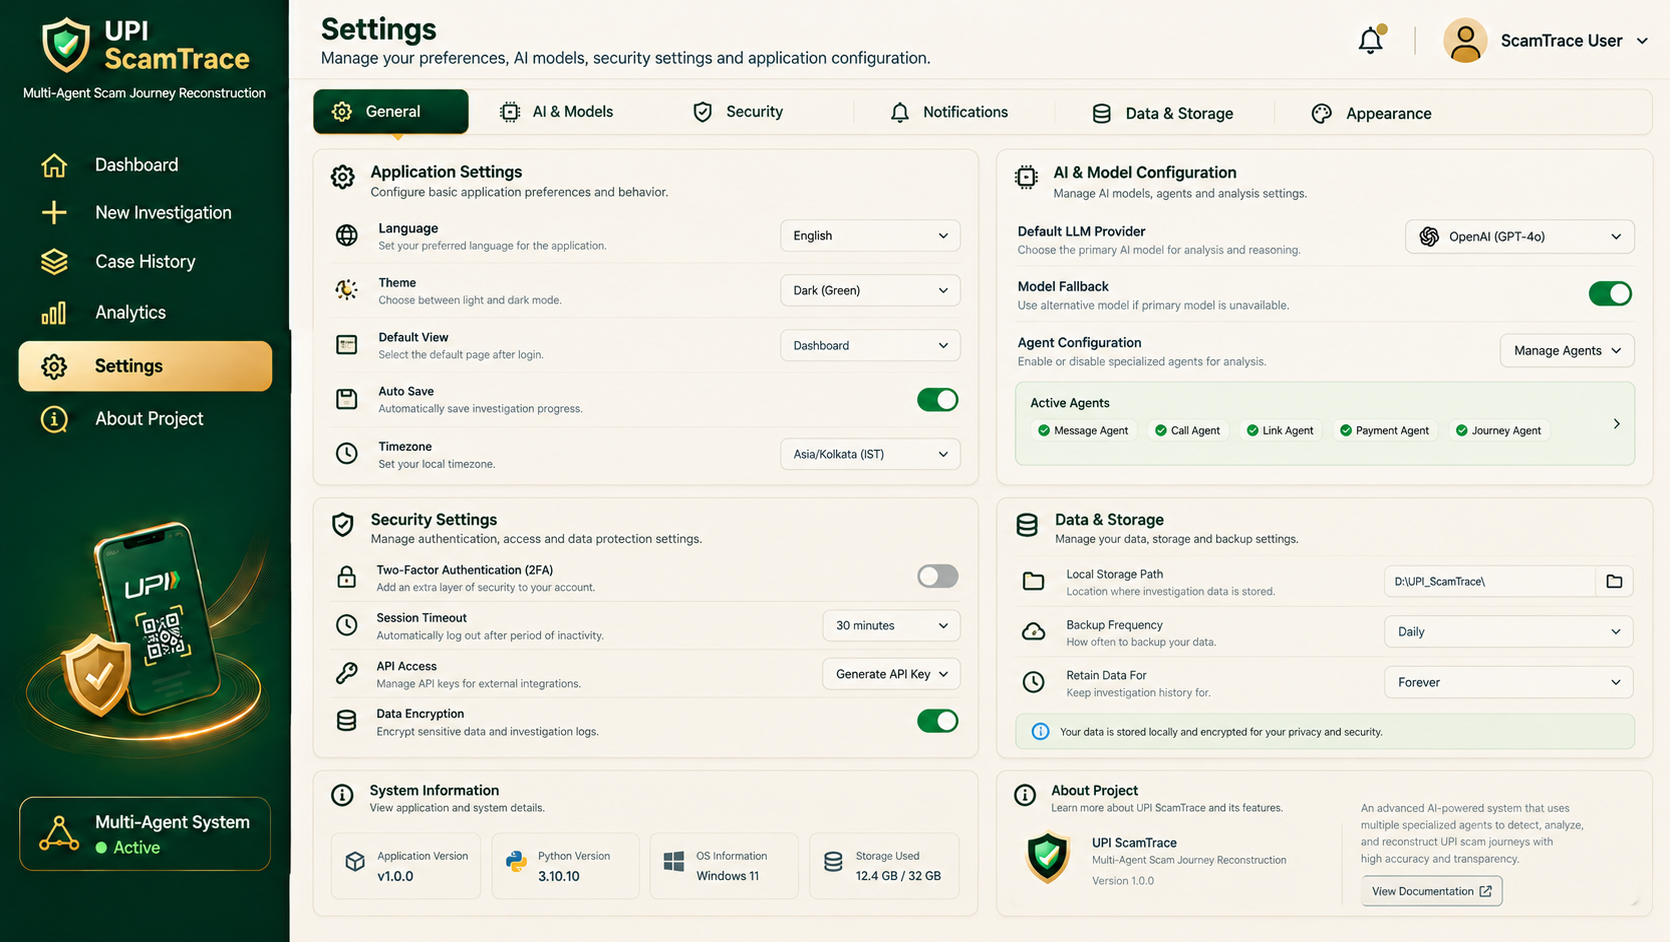 UPI
ScamTrace
Multi-Agent Scam Journey Reconstruction
Dashboard
New Investigation
Case History
Analytics
Settings
About Project
UPI
Multi-Agent System
Active
Settings
Manage your preferences, AI models, security settings and application configuration.
ScamTrace User
General
AI & Models
Security
Notifications
Data & Storage
Appearance
Application Settings
Configure basic application preferences and behavior.
Language
Set your preferred language for the application.
English
Theme
Choose between light and dark mode.
Dark (Green)
Default View
Select the default page after login.
Dashboard
Auto Save
Automatically save investigation progress.
Timezone
Set your local timezone.
Asia/Kolkata (IST)
AI & Model Configuration
Manage AI models, agents and analysis settings.
Default LLM Provider
Choose the primary AI model for analysis and reasoning.
OpenAI (GPT-4o)
Model Fallback
Use alternative model if primary model is unavailable.
Agent Configuration
Enable or disable specialized agents for analysis.
Manage Agents
Active Agents
Message Agent
Call Agent
Link Agent
Payment Agent
Journey Agent
Security Settings
Manage authentication, access and data protection settings.
Two-Factor Authentication (2FA)
Add an extra layer of security to your account.
Session Timeout
Automatically log out after period of inactivity.
30 minutes
API Access
Manage API keys for external integrations.
Generate API Key
Data Encryption
Encrypt sensitive data and investigation logs.
Data & Storage
Manage your data, storage and backup settings.
Local Storage Path
Location where investigation data is stored.
D:\UPI_ScamTrace\
Backup Frequency
How often to backup your data.
Daily
Retain Data For
Keep investigation history for.
Forever
Your data is stored locally and encrypted for your privacy and security.
System Information
View application and system details.
Application Version
v1.0.0
Python Version
3.10.10
OS Information
Windows 11
Storage Used
12.4 GB / 32 GB
About Project
Learn more about UPI ScamTrace and its features.
UPI ScamTrace
Multi-Agent Scam Journey Reconstruction
Version 1.0.0
An advanced AI-powered system that uses
multiple specialized agents to detect, analyze,
and reconstruct UPI scam journeys with
high accuracy and transparency.
View Documentation